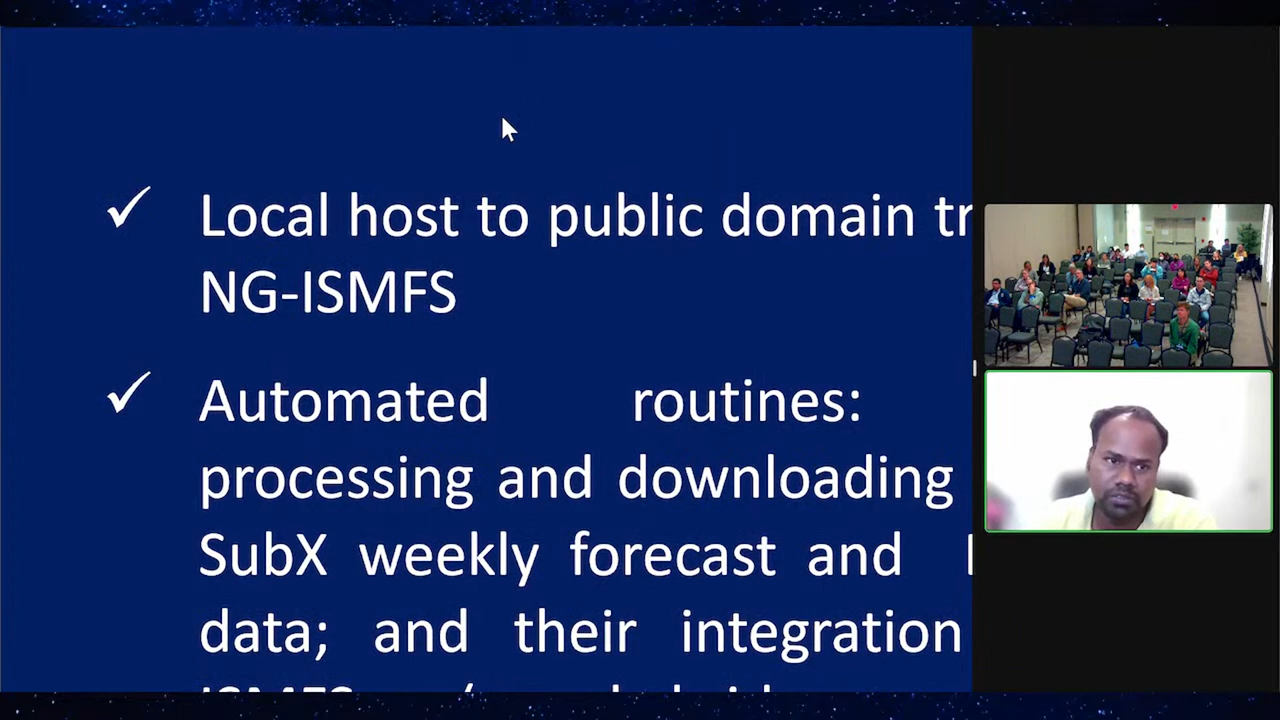 Local host to public domain tr
NG-ISMFS
Automated routines:
processing and downloading
SubX weekly forecast and
data; and their integration